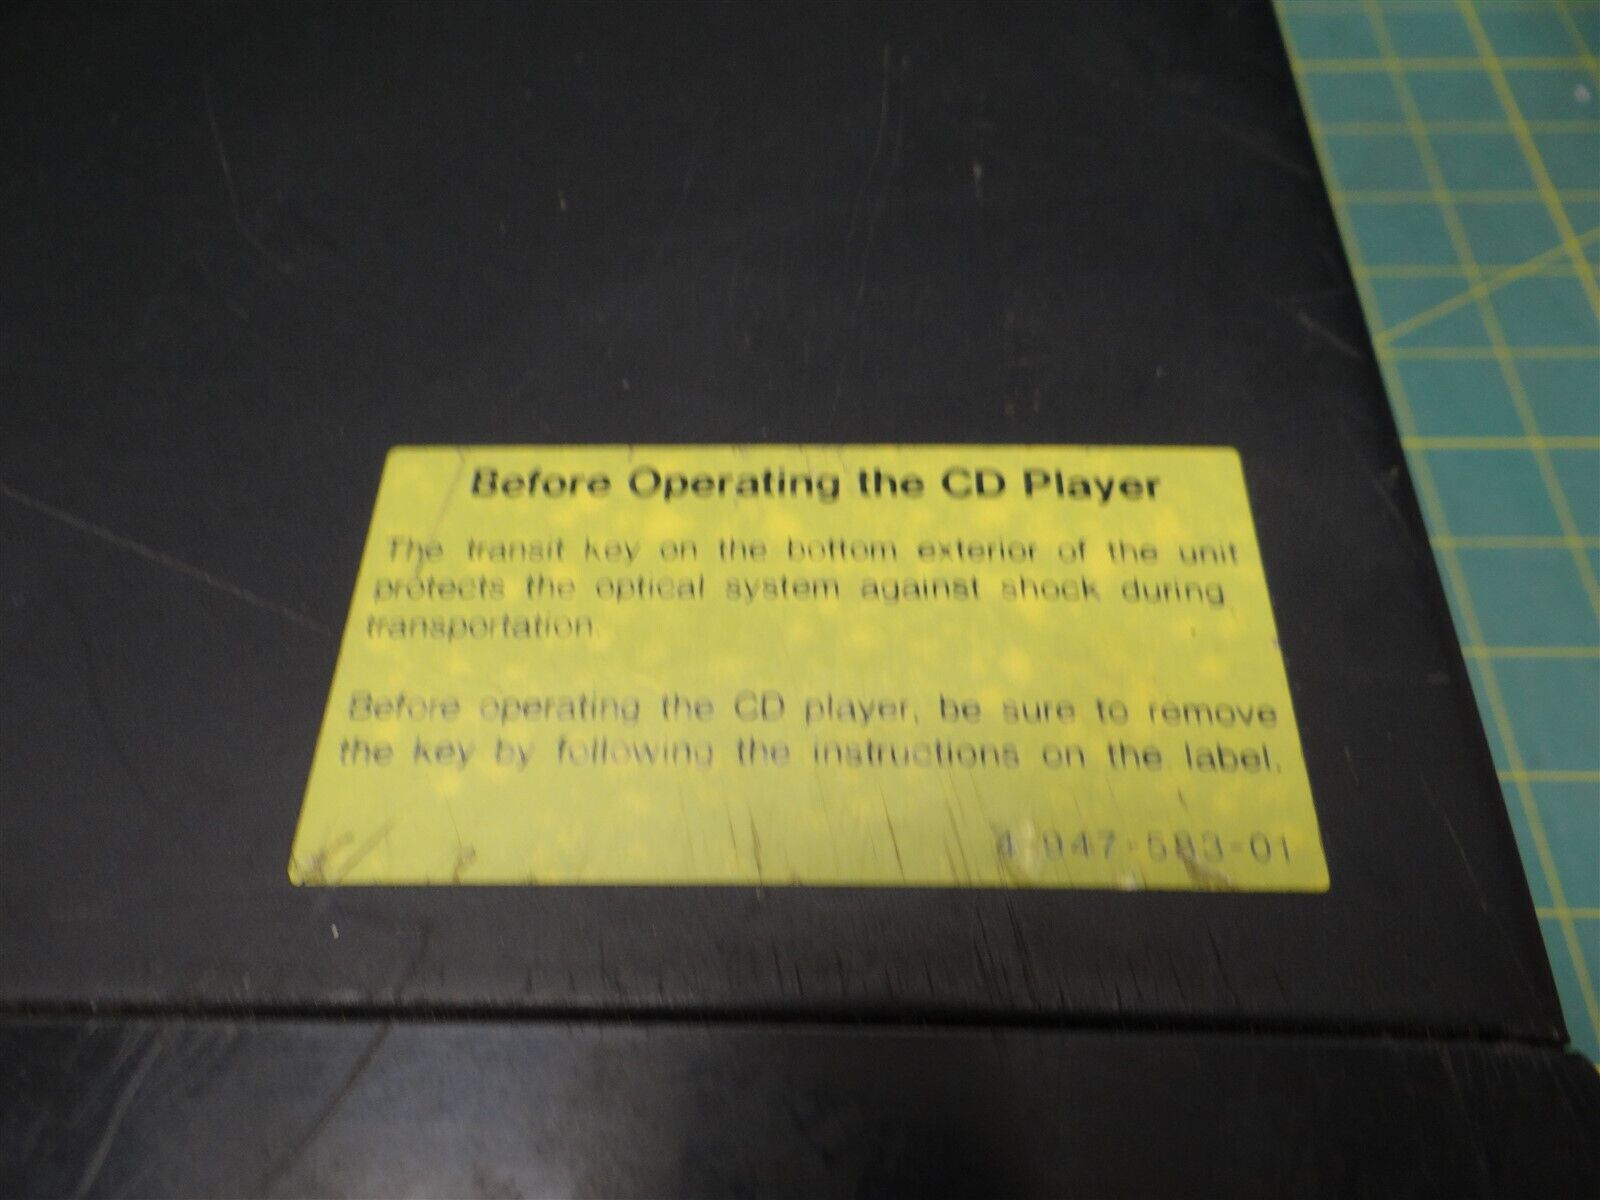 Before Operating the CD Player
The transit key on the bottom exterior of the unit
protects the optical system against shock during
transportation.
Before operating the CD player, be sure to remove
the key by following the instructions on the label.
4-947-583-01